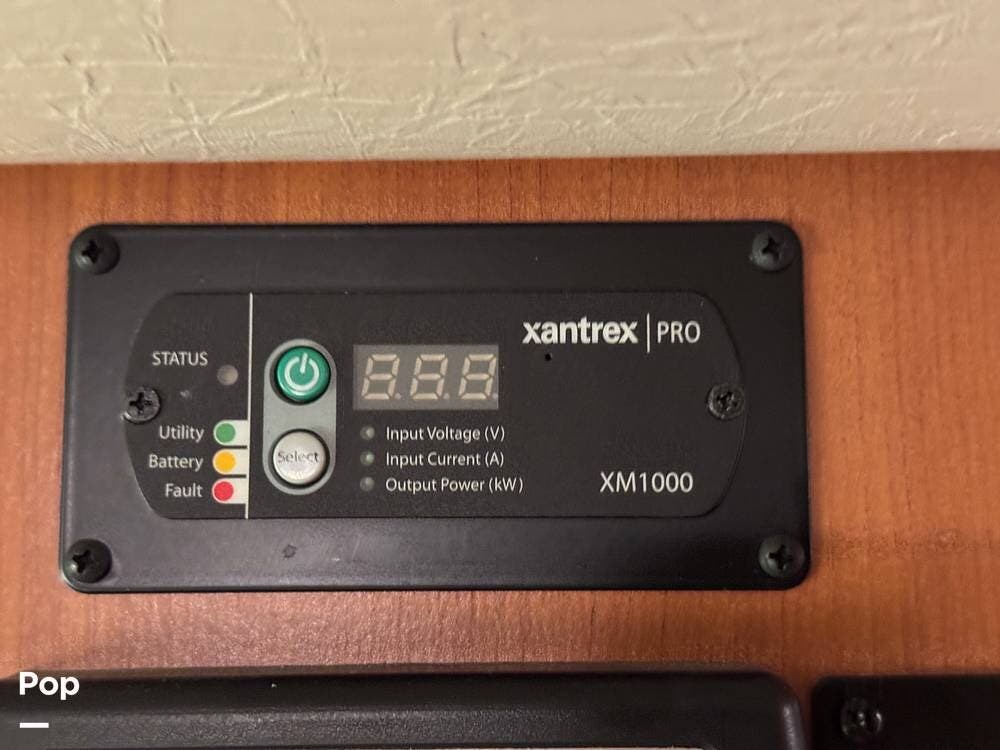 xantrex | PRO
STATUS
Utility
Battery
Fault
Select
Input Voltage (V)
Input Current (A)
Output Power (kW)
XM1000
Pop